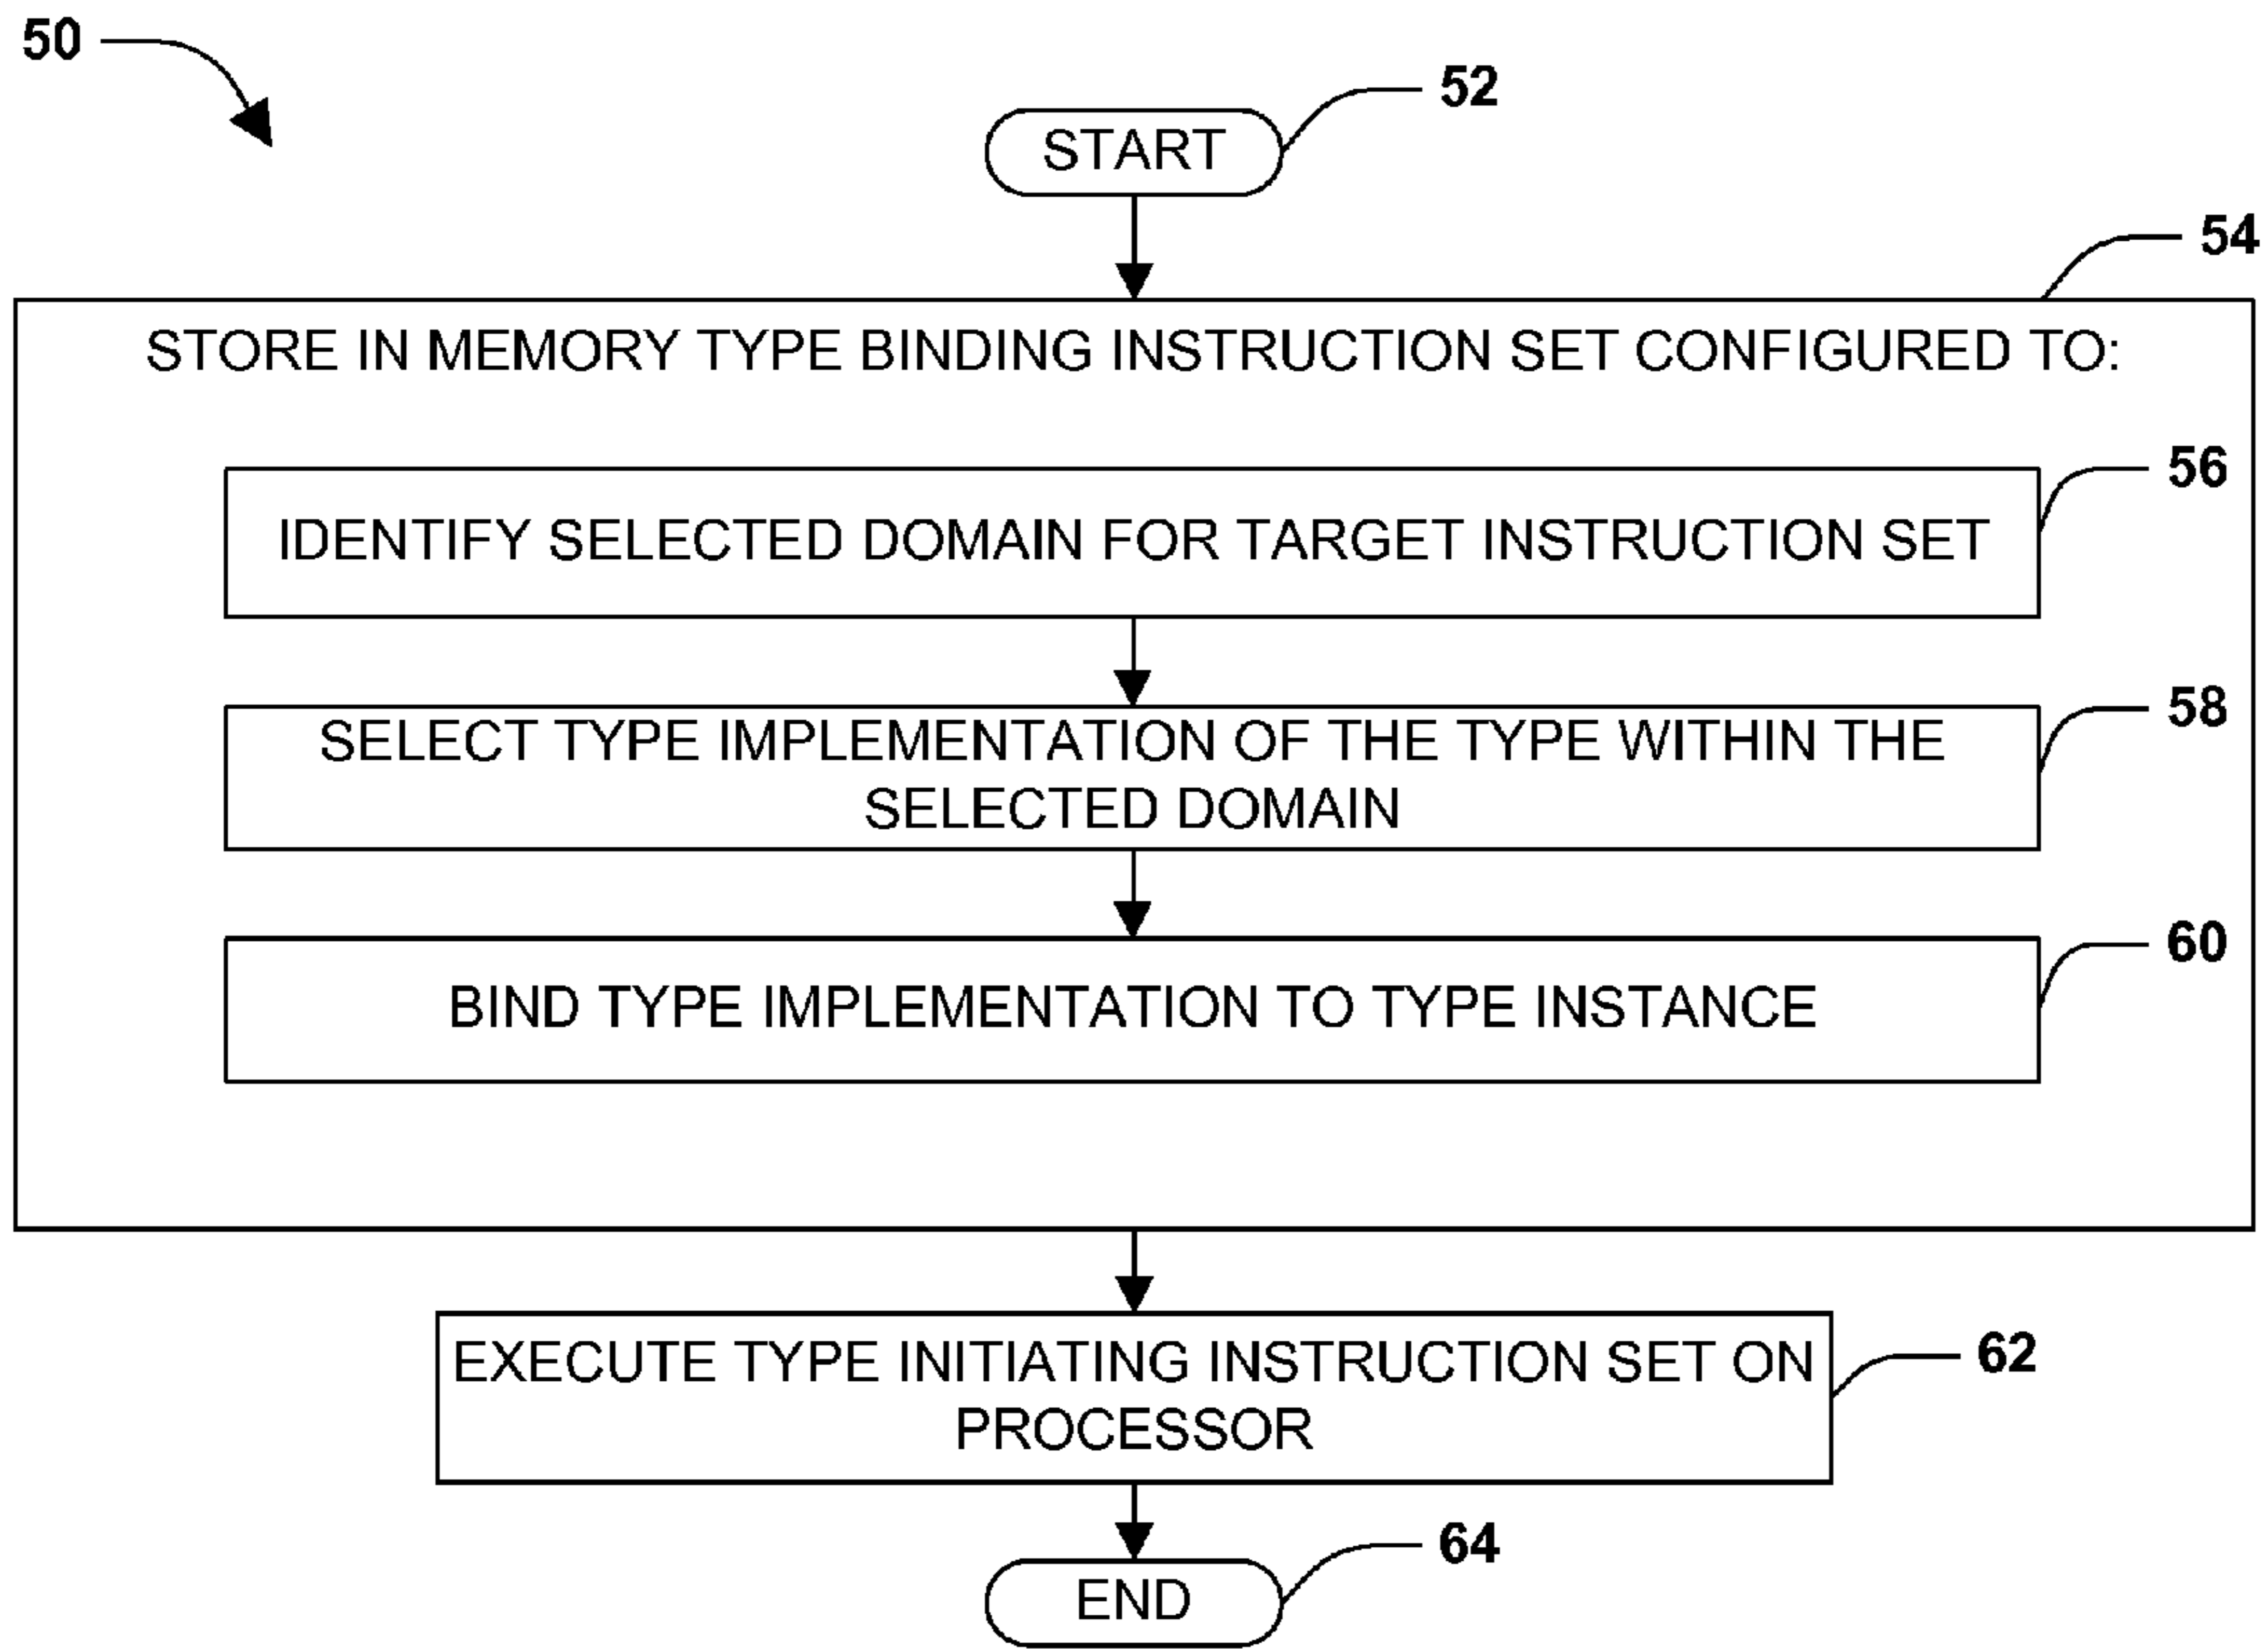 50
52
START
54
STORE IN MEMORY TYPE BINDING INSTRUCTION SET CONFIGURED TO:
56
IDENTIFY SELECTED DOMAIN FOR TARGET INSTRUCTION SET
58
SELECT TYPE IMPLEMENTATION OF THE TYPE WITHIN THE
SELECTED DOMAIN
60
BIND TYPE IMPLEMENTATION TO TYPE INSTANCE
62
EXECUTE TYPE INITIATING INSTRUCTION SET ON
PROCESSOR
64
END